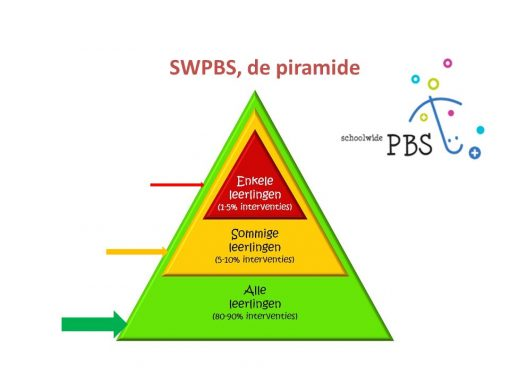 SWPBS, de piramide
schoolwide
PBS
Enkele
leerlingen
(1-5% interventies)
Sommige
leerlingen
(5-10% interventies)
Alle
leerlingen
(80-90% interventies)